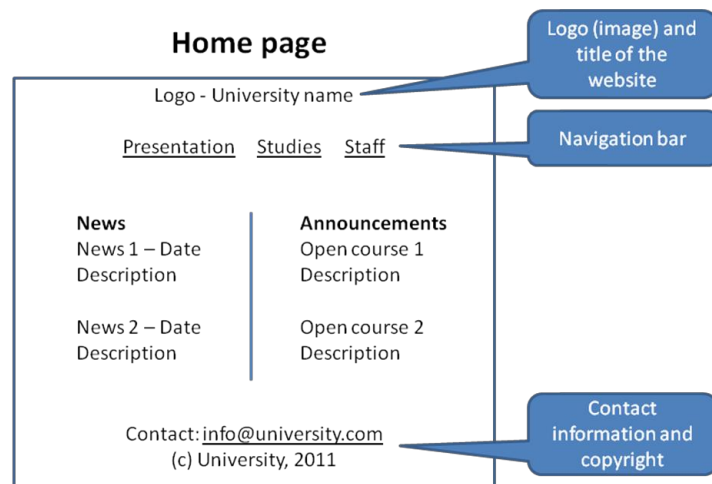 Home page
Logo (image) and
title of the
website
Logo - University name
Navigation bar
Presentation Studies Staff
News
News 1 – Date
Description
News 2 – Date
Description
Announcements
Open course 1
Description
Open course 2
Description
Contact: info@university.com
(c) University, 2011
Contact
information and
copyright